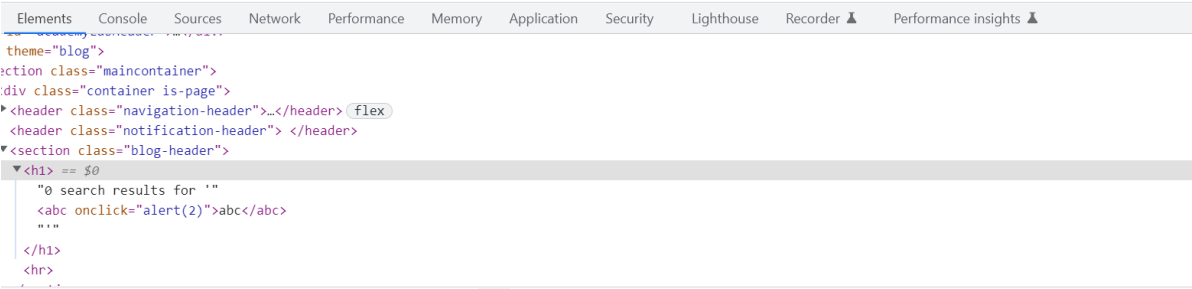 Elements Console Sources Network Performance Memory Application Security Lighthouse Recorder Performance insights
theme="blog">
ection class="maincontainer">
div class="container is-page">
<header class="navigation-header">…</header> flex
<header class="notification-header"> </header>
<section class="blog-header">
<h1> == $0
"0 search results for '"
<abc onclick="alert(2)">abc</abc>
"'"
</h1>
<hr>